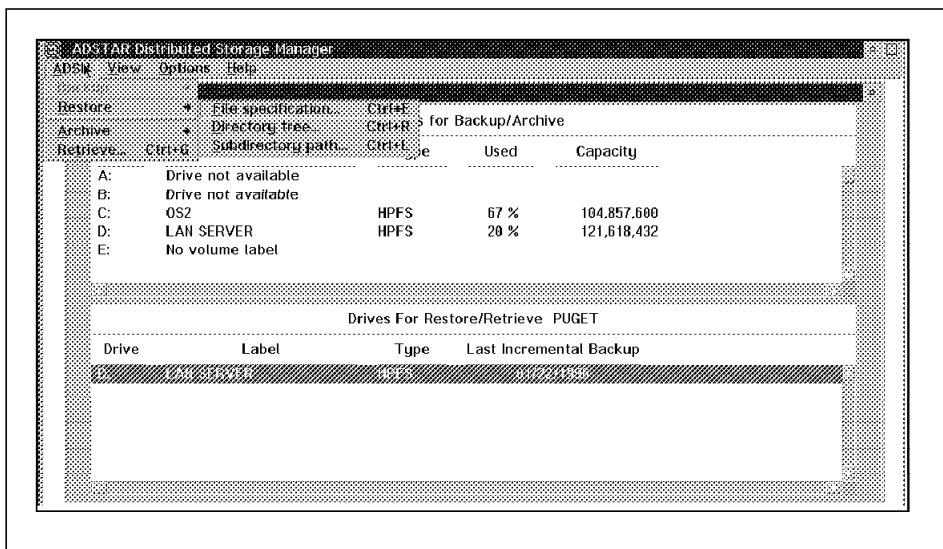 ADSTAR Distributed Storage Manager
ADSM View Options Help
Restore
File specification... Ctrl+E
s for Backup/Archive
Archive
Directory tree... Ctrl+R
Retrieve... Ctrl+G
Subdirectory path... Ctrl+L
pe Used Capacity
A: Drive not available
B: Drive not available
C: OS2 HPFS 67 % 104,857,600
D: LAN SERVER HPFS 20 % 121,618,432
E: No volume label
Drives For Restore/Retrieve PUGET
Drive Label Type Last Incremental Backup
D: LAN SERVER HPFS